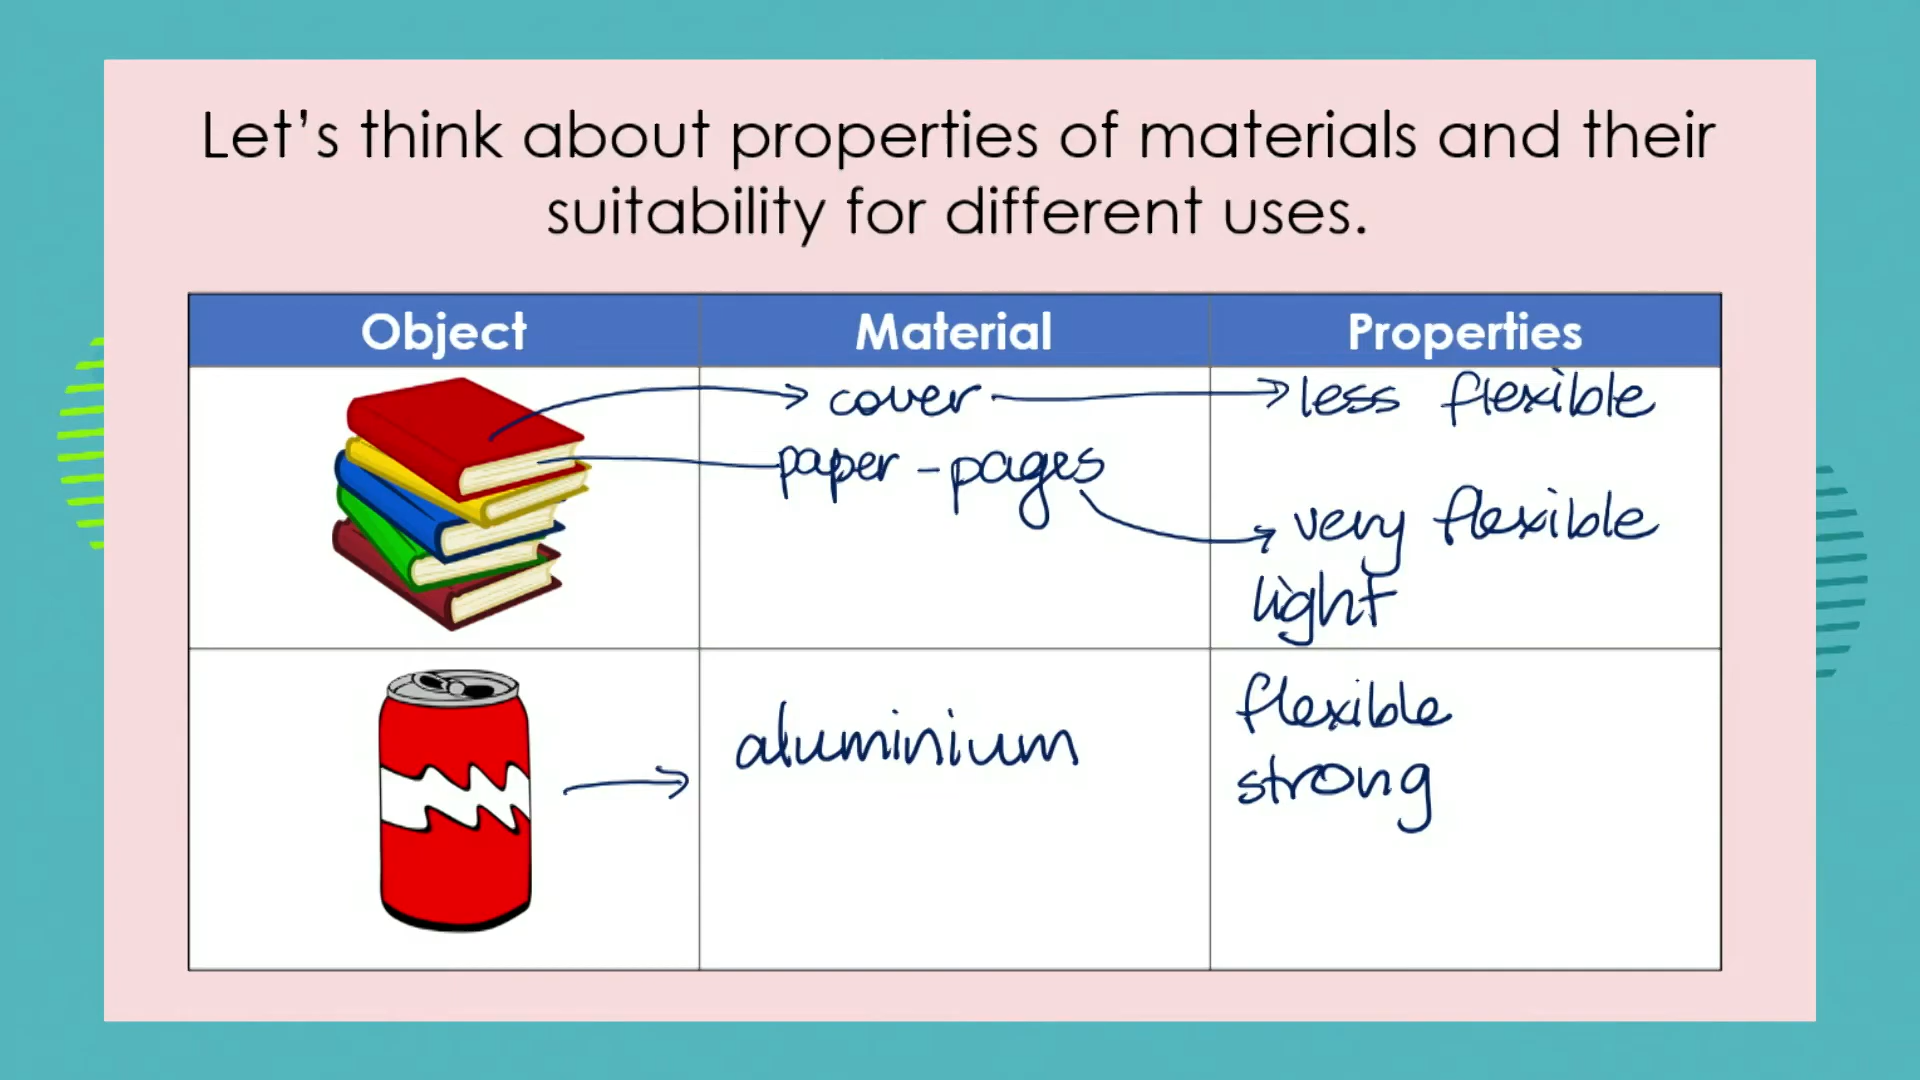 Let's think about properties of materials and their
suitability for different uses.
Object Material Properties
cover less flexible
paper - pages
very flexible
light
aluminium
flexible
strong